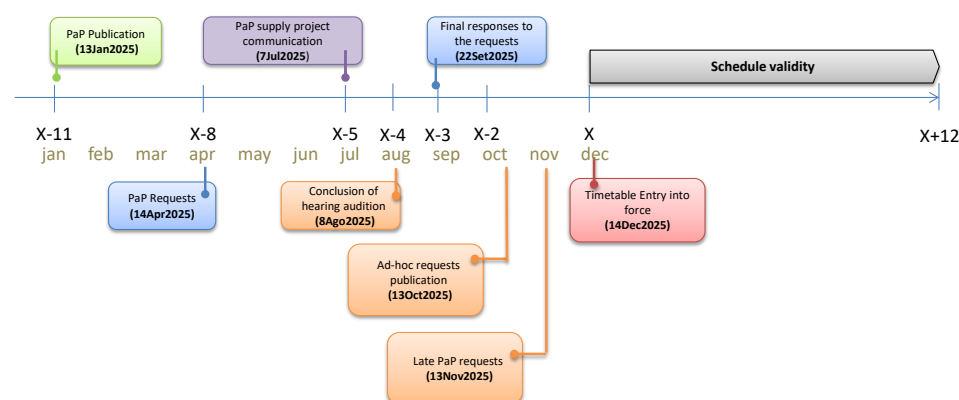 PaP Publication
(13Jan2025)
PaP supply project
communication
(7Jul2025)
Final responses to
the requests
(22Set2025)
Schedule validity
X-11
X-8
X-5
X-4
X-3
X-2
X
X+12
jan
feb
mar
apr
may
jun
jul
aug
sep
oct
nov
dec
PaP Requests
(14Apr2025)
Conclusion of
hearing audition
(8Ago2025)
Timetable Entry into
force
(14Dec2025)
Ad-hoc requests
publication
(13Oct2025)
Late PaP requests
(13Nov2025)